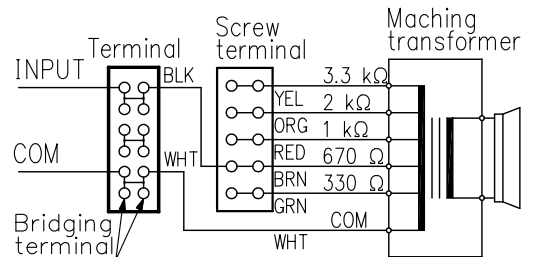 Maching
transformer
Screw
terminal
Terminal
INPUT
BLK
3.3 kΩ
YEL
2 kΩ
ORG
1 kΩ
COM
WHT
RED
670 Ω
BRN
330 Ω
GRN
COM
WHT
Bridging
terminal